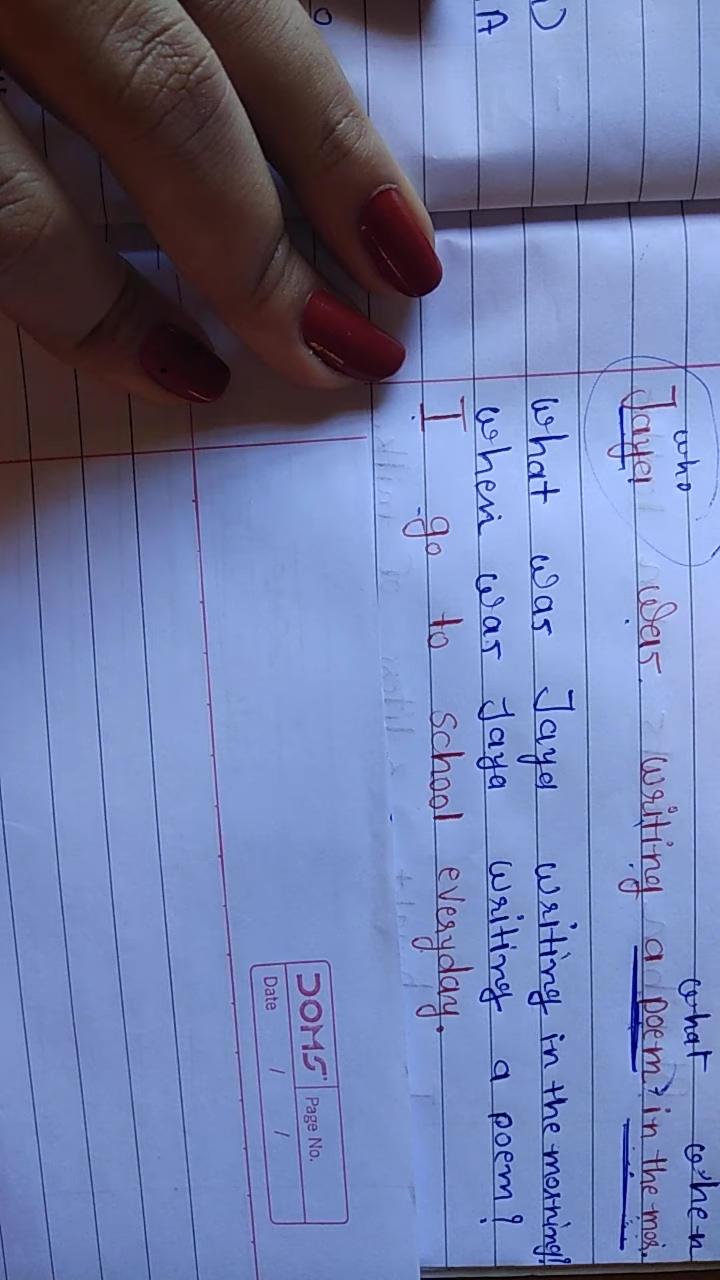 who what when
Jaya was writing a poem? in the mor.
what was Jaya writing in the morning?
when was Jaya writing a poem?
I go to school everyday.
DOMS Page No.
Date / /